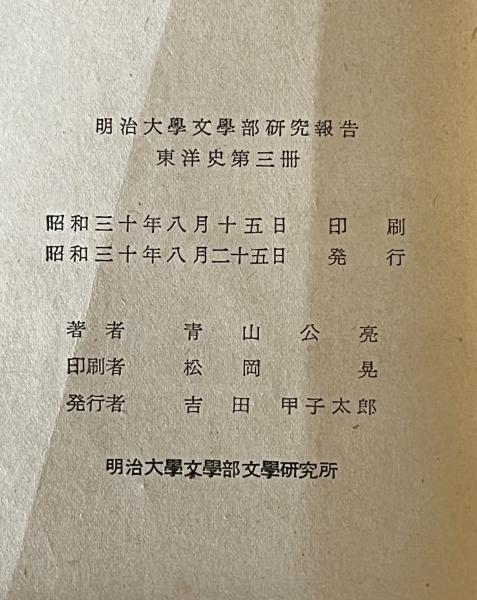 明治大學文學部研究報告
東洋史第三冊
昭和三十年八月十五日 印刷
昭和三十年八月二十五日 発行
著者 青山公亮
印刷者 松岡晃
発行者 吉田甲子太郎
明治大學文學部文學研究所